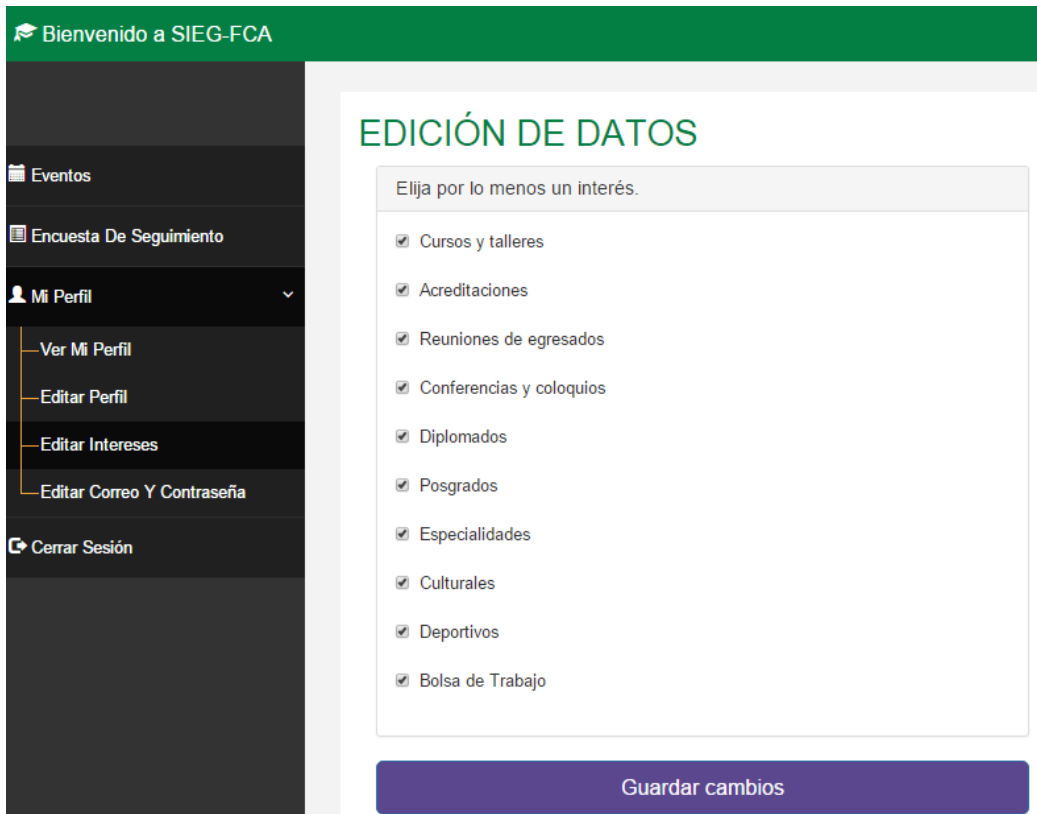 Bienvenido a SIEG-FCA
Eventos
Encuesta De Seguimiento
Mi Perfil
Ver Mi Perfil
Editar Perfil
Editar Intereses
Editar Correo Y Contraseña
Cerrar Sesión
EDICIÓN DE DATOS
Elija por lo menos un interés.
Cursos y talleres
Acreditaciones
Reuniones de egresados
Conferencias y coloquios
Diplomados
Posgrados
Especialidades
Culturales
Deportivos
Bolsa de Trabajo
Guardar cambios